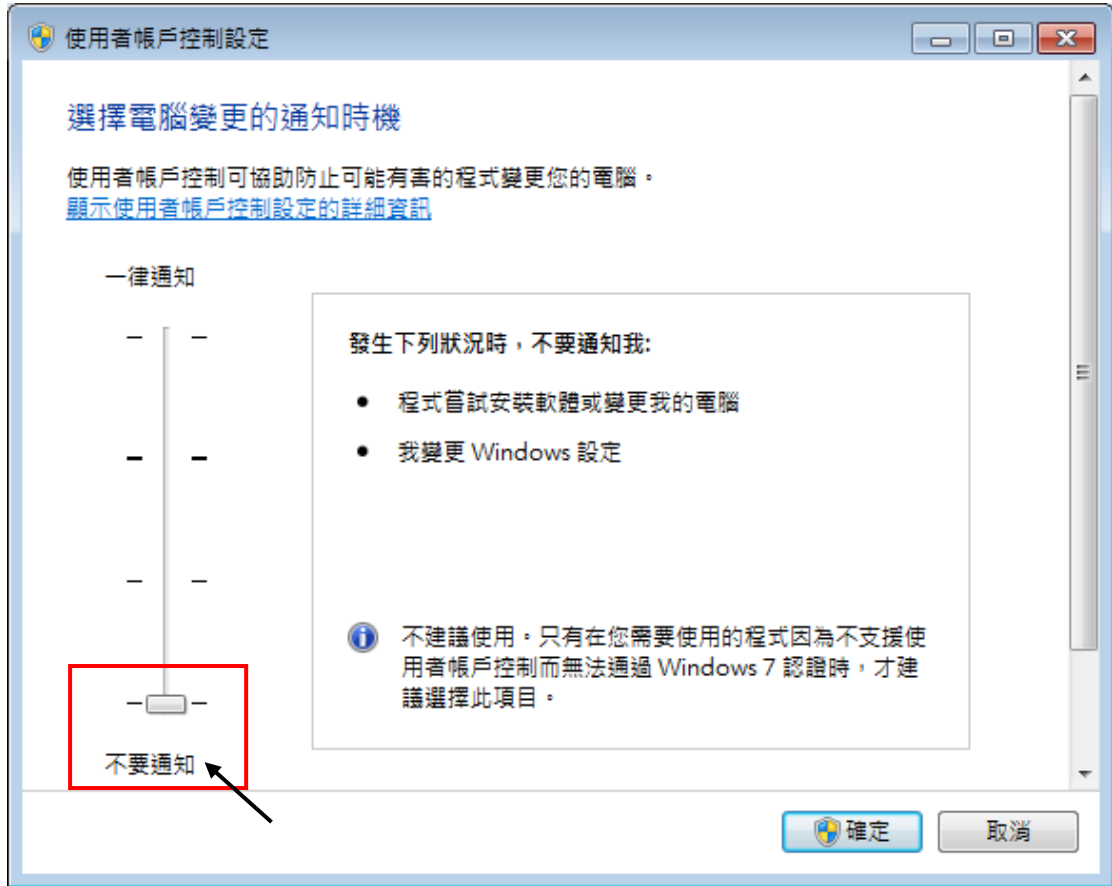 使用者帳戶控制設定
選擇電腦變更的通知時機
使用者帳戶控制可協助防止可能有害的程式變更您的電腦。
顯示使用者帳戶控制設定的詳細資訊
一律通知
發生下列狀況時，不要通知我:
程式嘗試安裝軟體或變更我的電腦
我變更 Windows 設定
不建議使用。只有在您需要使用的程式因為不支援使
用者帳戶控制而無法通過 Windows 7 認證時，才建
議選擇此項目。
不要通知
確定
取消